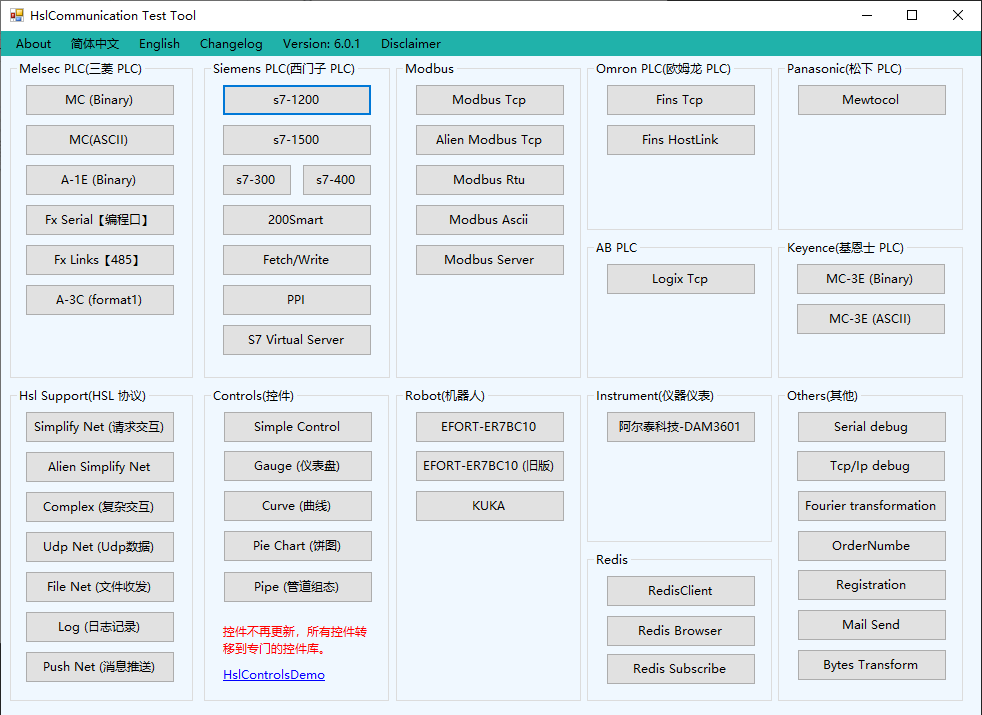 HslCommunication Test Tool
About 简体中文 English Changelog Version: 6.0.1 Disclaimer
Melsec PLC(三菱 PLC)
MC (Binary)
MC(ASCII)
A-1E (Binary)
Fx Serial【编程口】
Fx Links【485】
A-3C (format1)
Siemens PLC(西门子 PLC)
s7-1200
s7-1500
s7-300 s7-400
200Smart
Fetch/Write
PPI
S7 Virtual Server
Modbus
Modbus Tcp
Alien Modbus Tcp
Modbus Rtu
Modbus Ascii
Modbus Server
Omron PLC(欧姆龙 PLC)
Fins Tcp
Fins HostLink
Panasonic(松下 PLC)
Mewtocol
AB PLC
Logix Tcp
Keyence(基恩士 PLC)
MC-3E (Binary)
MC-3E (ASCII)
Hsl Support(HSL 协议)
Simplify Net (请求交互)
Alien Simplify Net
Complex (复杂交互)
Udp Net (Udp数据)
File Net (文件收发)
Log (日志记录)
Push Net (消息推送)
Controls(控件)
Simple Control
Gauge (仪表盘)
Curve (曲线)
Pie Chart (饼图)
Pipe (管道组态)
控件不再更新，所有控件转
移到专门的控件库。
HslControlsDemo
Robot(机器人)
EFORT-ER7BC10
EFORT-ER7BC10 (旧版)
KUKA
Instrument(仪器仪表)
阿尔泰科技-DAM3601
Redis
RedisClient
Redis Browser
Redis Subscribe
Others(其他)
Serial debug
Tcp/Ip debug
Fourier transformation
OrderNumbe
Registration
Mail Send
Bytes Transform